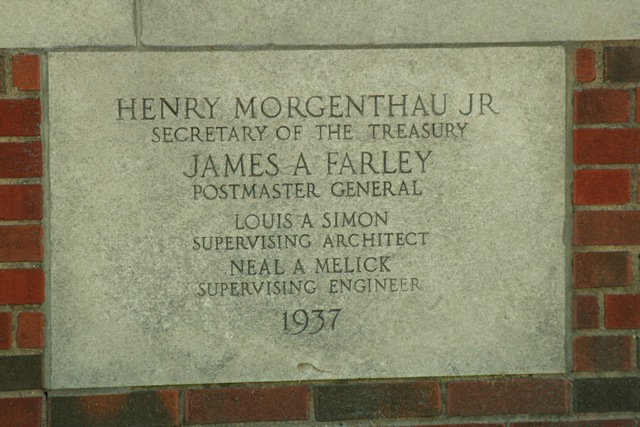 HENRY MORGENTHAU JR
SECRETARY OF THE TREASURY
JAMES A FARLEY
POSTMASTER GENERAL
LOUIS A SIMON
SUPERVISING ARCHITECT
NEAL A MELICK
SUPERVISING ENGINEER
1937